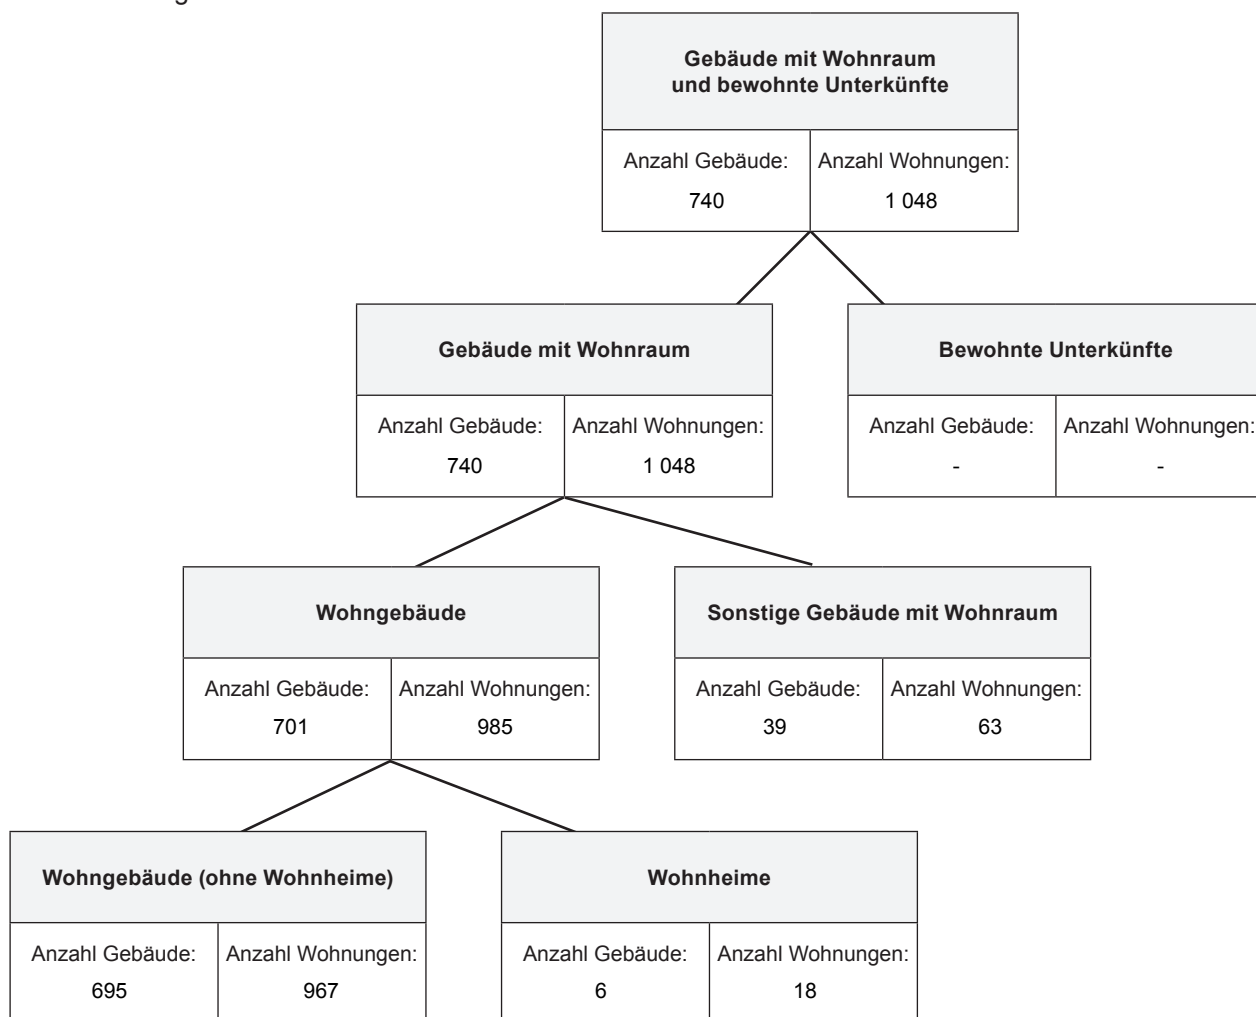 Gebäude mit Wohnraum
und bewohnte Unterkünfte
Anzahl Gebäude: Anzahl Wohnungen:
740 1 048
Gebäude mit Wohnraum
Anzahl Gebäude: Anzahl Wohnungen:
740 1 048
Bewohnte Unterkünfte
Anzahl Gebäude: Anzahl Wohnungen:
- -
Wohngebäude
Anzahl Gebäude: Anzahl Wohnungen:
701 985
Sonstige Gebäude mit Wohnraum
Anzahl Gebäude: Anzahl Wohnungen:
39 63
Wohngebäude (ohne Wohnheime)
Anzahl Gebäude: Anzahl Wohnungen:
695 967
Wohnheime
Anzahl Gebäude: Anzahl Wohnungen:
6 18